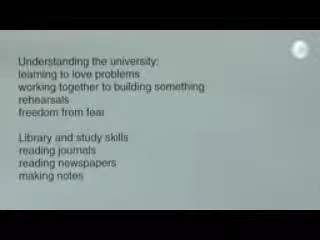 Understanding the university:
learning to love problems
working together to building something
rehearsals
freedom from fear
Library and study skills
reading journals
reading newspapers
making notes